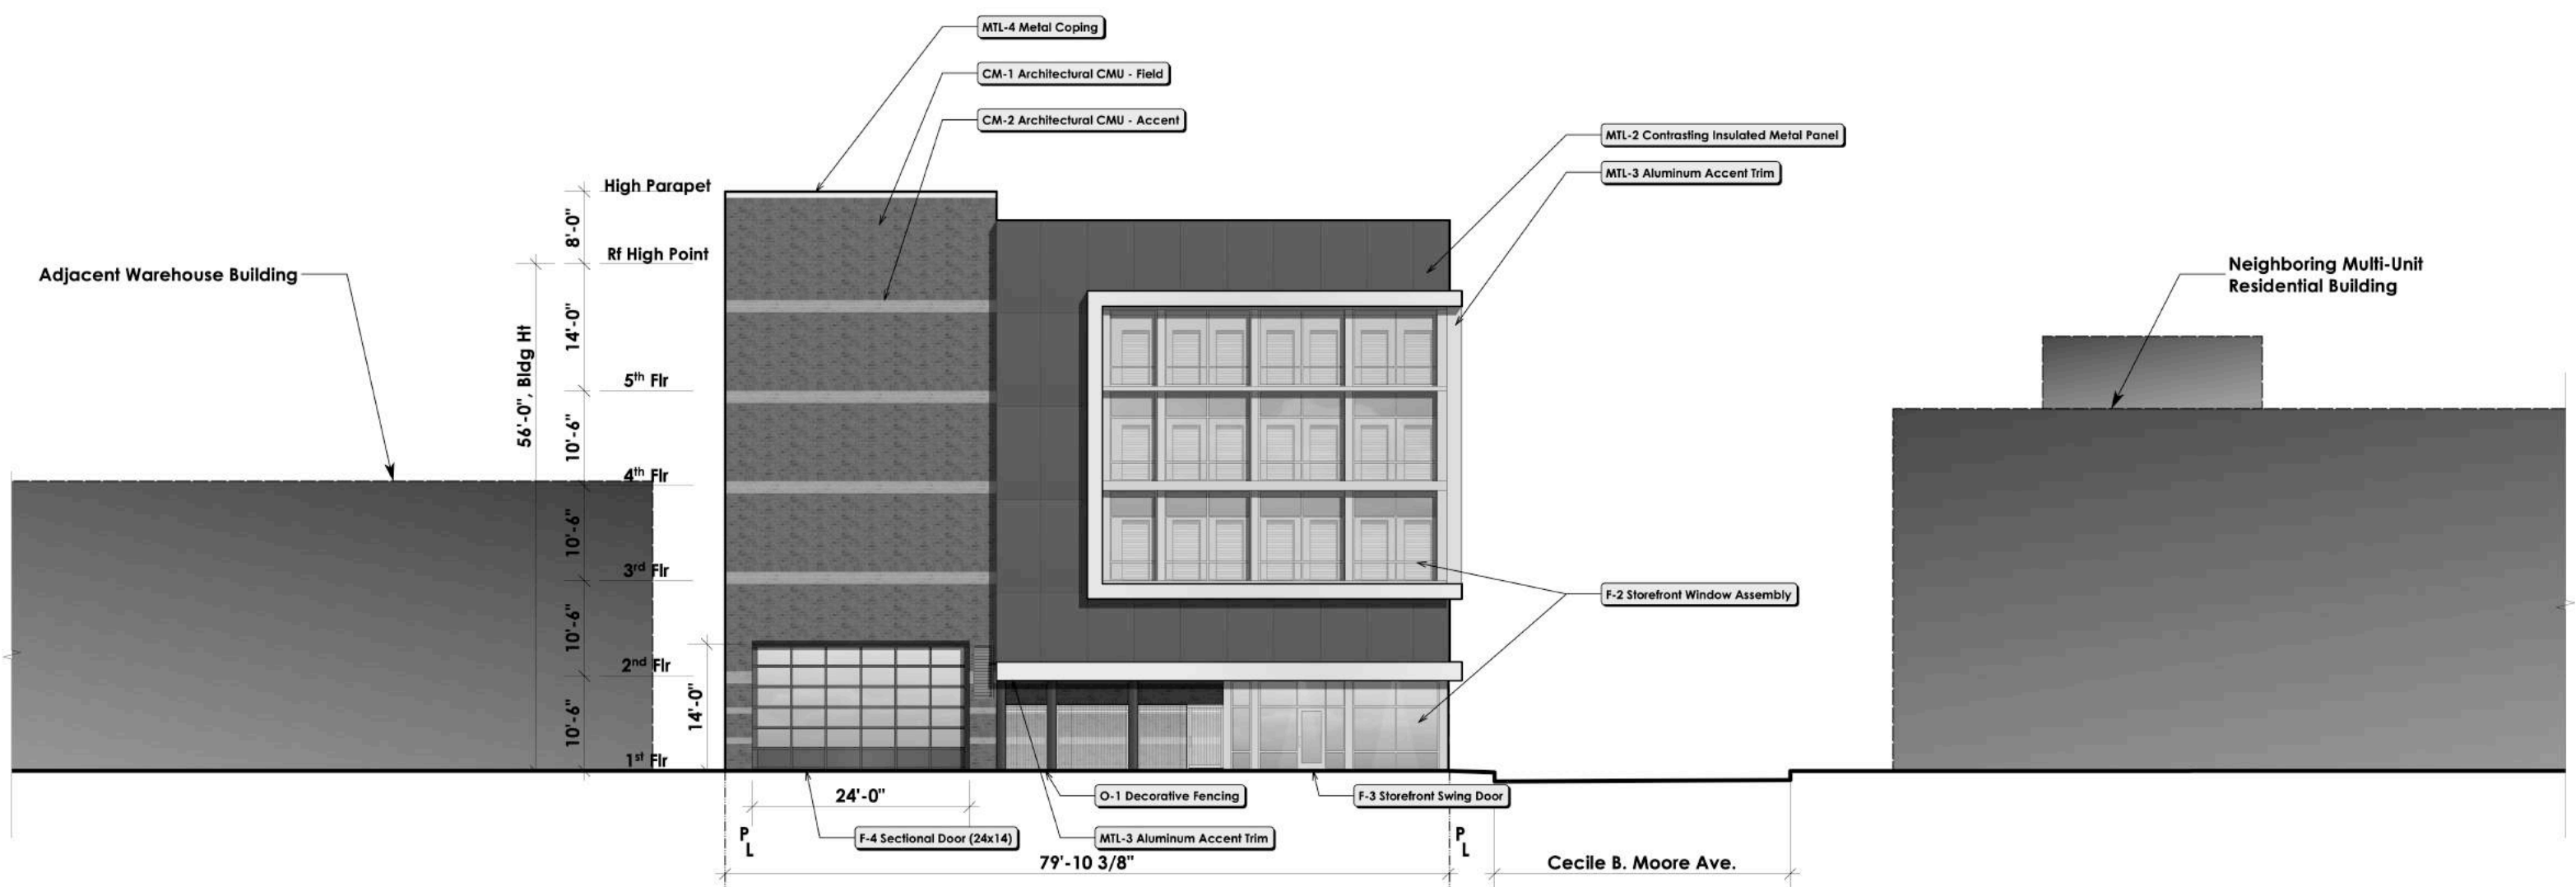 MTL-4 Metal Coping
CM-1 Architectural CMU - Field
CM-2 Architectural CMU - Accent
MTL-2 Contrasting Insulated Metal Panel
MTL-3 Aluminum Accent Trim
High Parapet
8'-0"
Rf High Point
Adjacent Warehouse Building
Neighboring Multi-Unit
Residential Building
14'-0"
56'-0", Bldg Ht
5th Flr
10'-6"
4th Flr
10'-6"
3rd Flr
F-2 Storefront Window Assembly
10'-6"
2nd Flr
14'-0"
10'-6"
1st Flr
24'-0"
O-1 Decorative Fencing
F-3 Storefront Swing Door
F-4 Sectional Door (24x14)
MTL-3 Aluminum Accent Trim
P
L
P
L
79'-10 3/8"
Cecile B. Moore Ave.